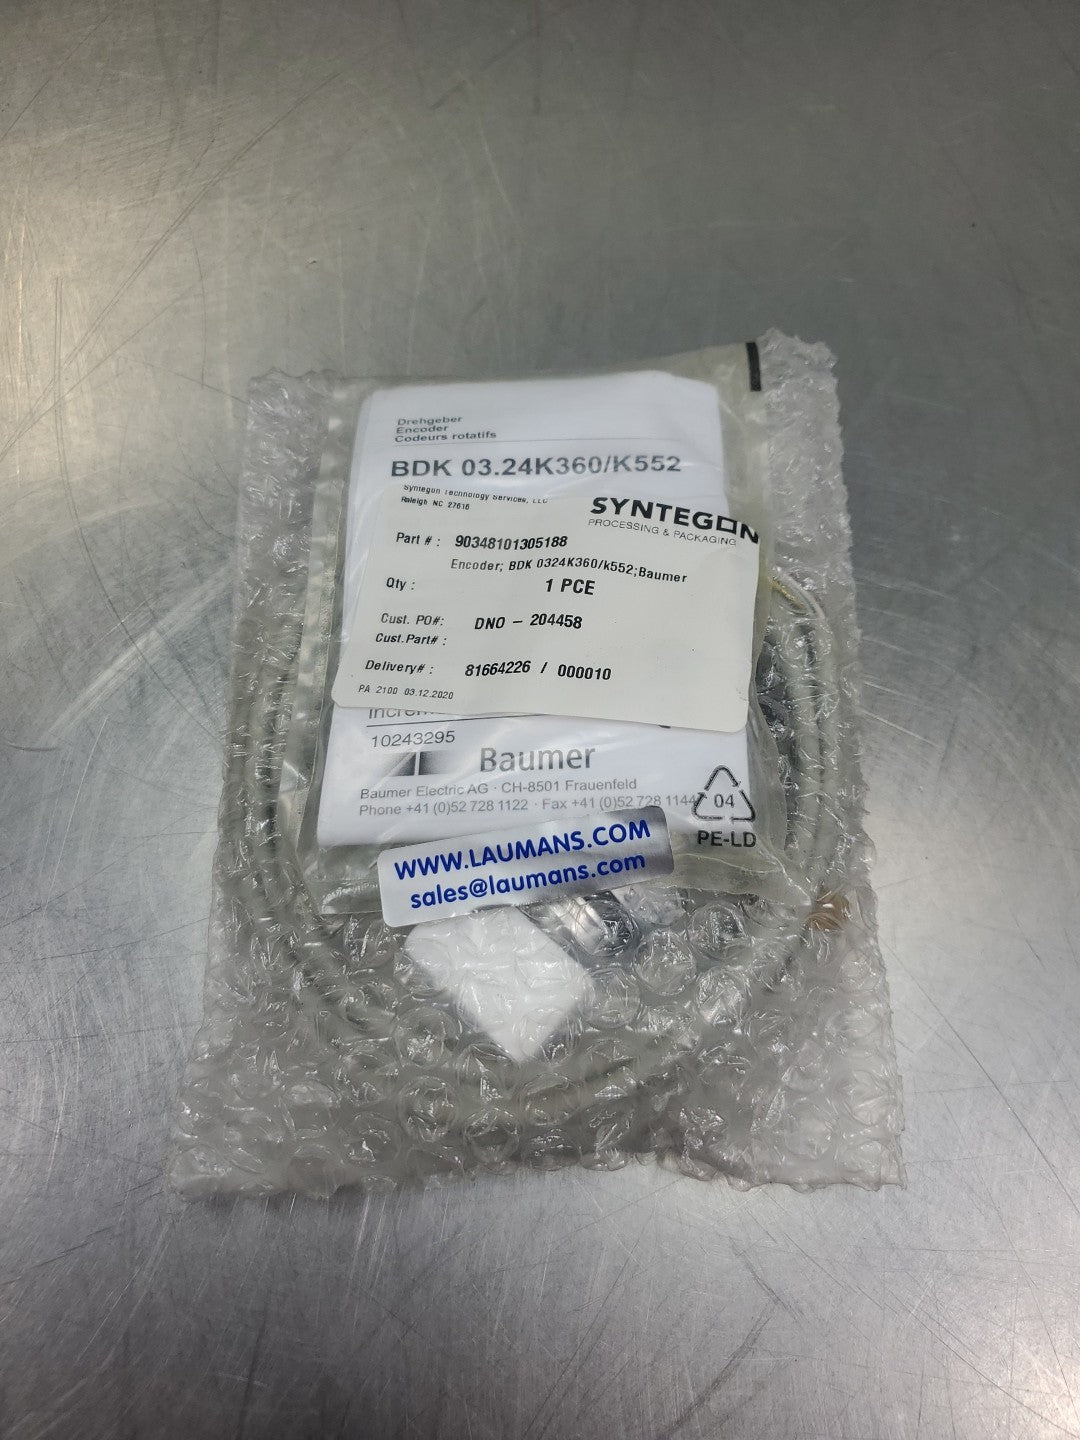 Drehgeber
Encoder
Codeurs rotatifs
BDK 03.24K360/K552
Syntegon Technology Services, LLC
Raleigh NC 27616
SYNTEGON
PROCESSING & PACKAGING
Part # : 90348101305188
Encoder; BDK 0324K360/k552;Baumer
Qty : 1 PCE
Cust. PO#: DNO - 204458
Cust.Part# :
Delivery# : 81664226 / 000010
PA 2100 03.12.2020
10243295
Baumer
Baumer Electric AG · CH-8501 Frauenfeld
Phone +41 (0)52 728 1122 · Fax +41 (0)52 728 1144
04
PE-LD
WWW.LAUMANS.COM
sales@laumans.com